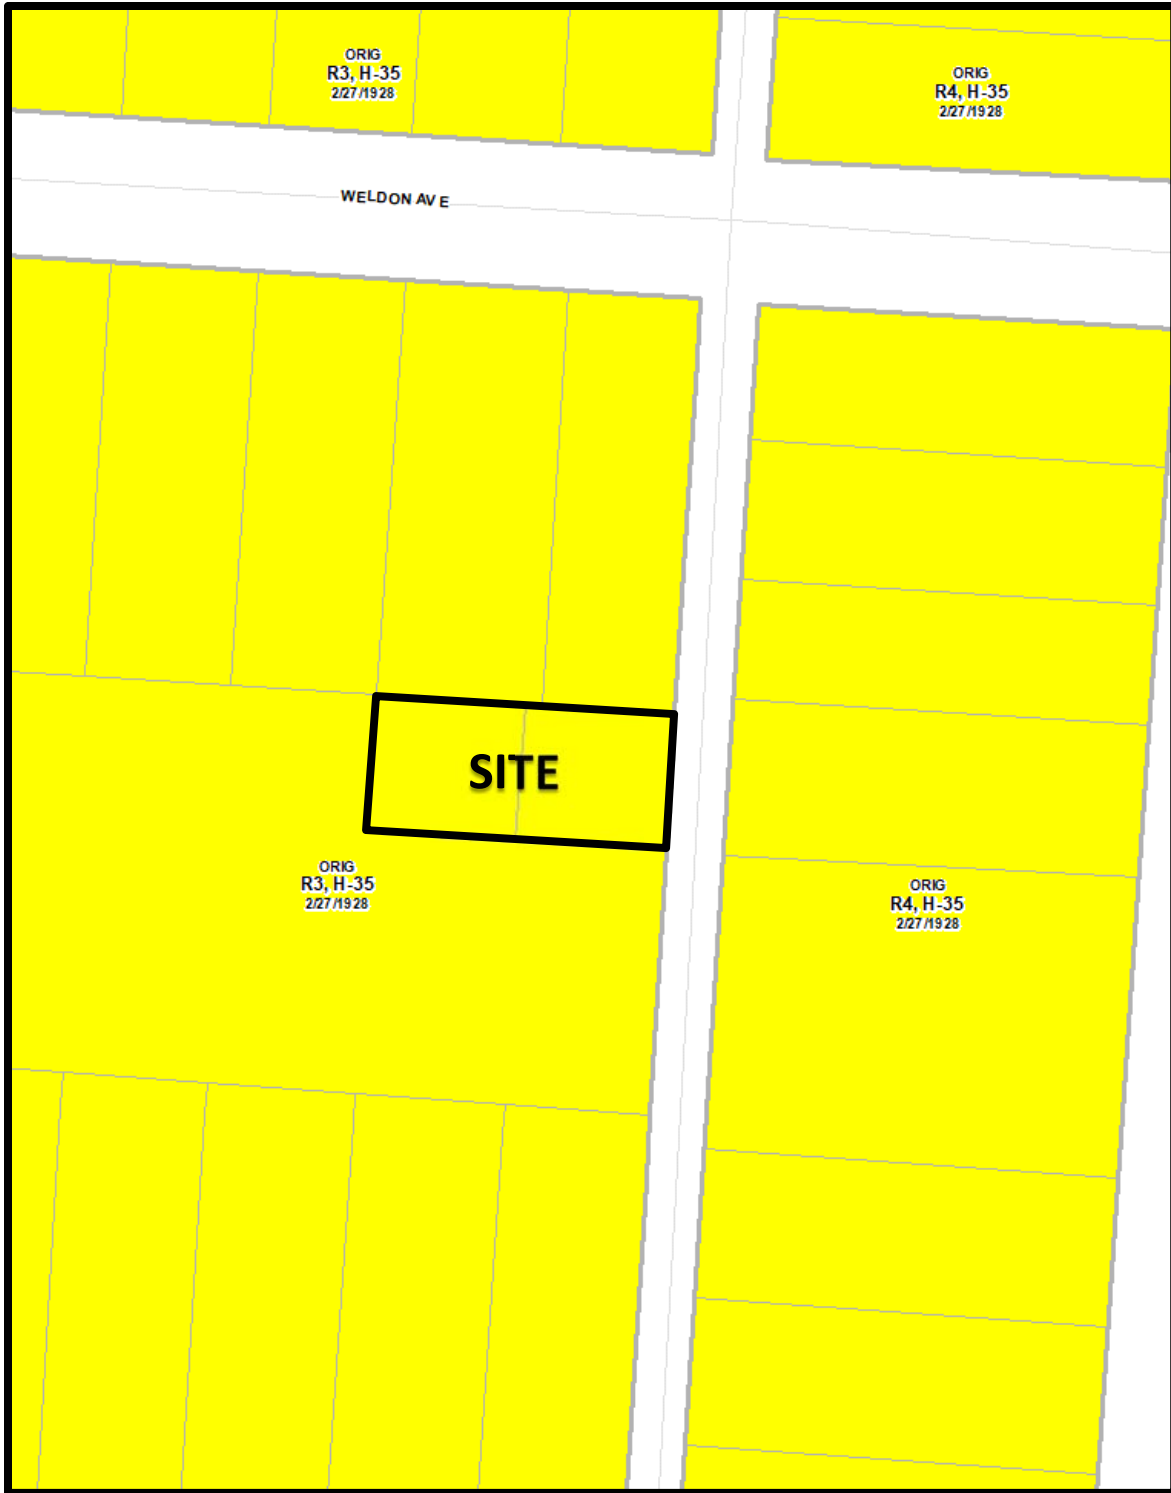 ORIG
R3, H-35
2/27/1928
ORIG
R4, H-35
2/27/1928
WELDON AVE
SITE
ORIG
R3, H-35
2/27/1928
ORIG
R4, H-35
2/27/1928